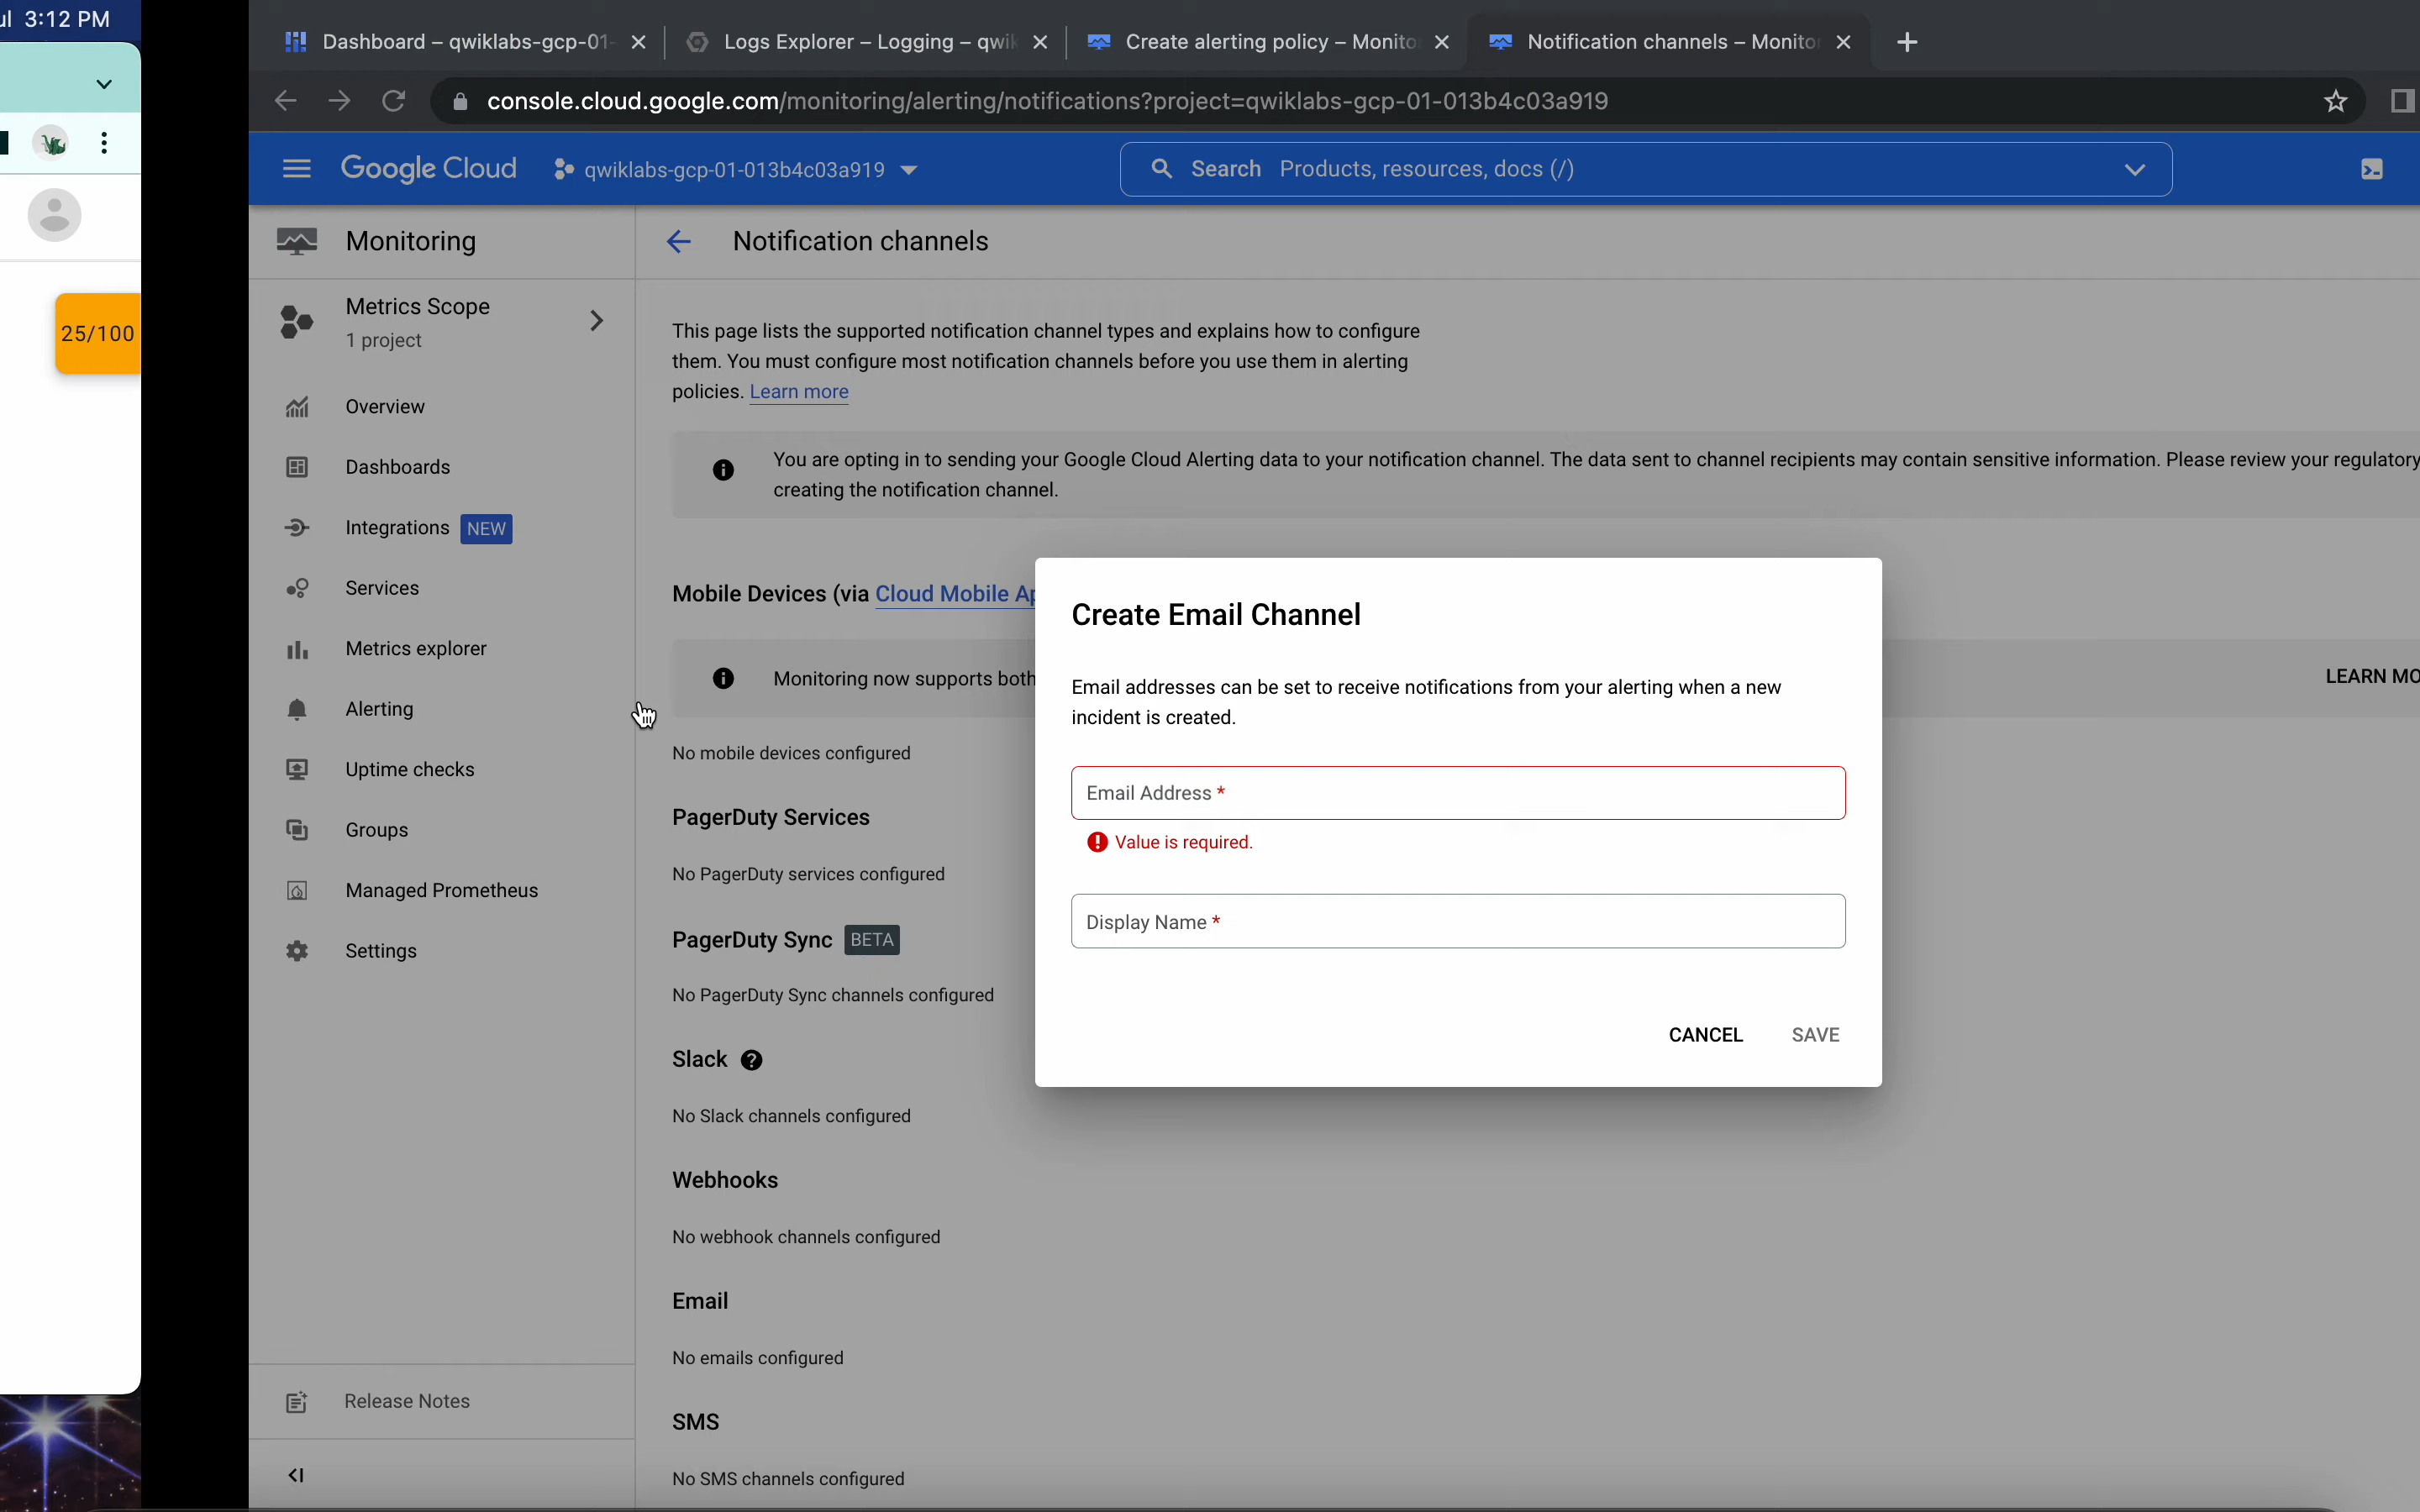 3:12 PM
25/100
Dashboard – qwiklabs-gcp-01-
Logs Explorer – Logging – qwik
Create alerting policy – Monitor
Notification channels – Monitor
console.cloud.google.com/monitoring/alerting/notifications?project=qwiklabs-gcp-01-013b4c03a919
Google Cloud
qwiklabs-gcp-01-013b4c03a919
Search Products, resources, docs (/)
Monitoring
Notification channels
Metrics Scope
1 project
Overview
Dashboards
Integrations NEW
Services
Metrics explorer
Alerting
Uptime checks
Groups
Managed Prometheus
Settings
Release Notes
This page lists the supported notification channel types and explains how to configure
them. You must configure most notification channels before you use them in alerting
policies. Learn more
You are opting in to sending your Google Cloud Alerting data to your notification channel. The data sent to channel recipients may contain sensitive information. Please review your regulatory
creating the notification channel.
Mobile Devices (via Cloud Mobile Ap
Monitoring now supports both
LEARN MO
No mobile devices configured
PagerDuty Services
No PagerDuty services configured
PagerDuty Sync BETA
No PagerDuty Sync channels configured
Slack
No Slack channels configured
Webhooks
No webhook channels configured
Email
No emails configured
SMS
No SMS channels configured
Create Email Channel
Email addresses can be set to receive notifications from your alerting when a new
incident is created.
Email Address *
Value is required.
Display Name *
CANCEL SAVE